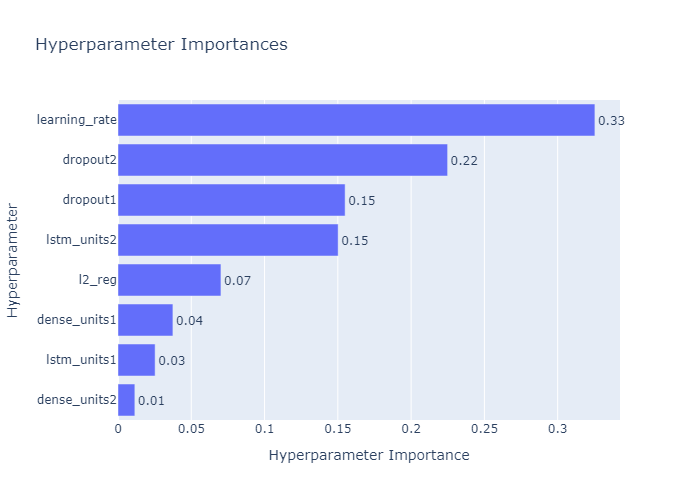 Hyperparameter Importances
Hyperparameter
learning_rate 0.33
dropout2 0.22
dropout1 0.15
lstm_units2 0.15
l2_reg 0.07
dense_units1 0.04
lstm_units1 0.03
dense_units2 0.01
0 0.05 0.1 0.15 0.2 0.25 0.3
Hyperparameter Importance